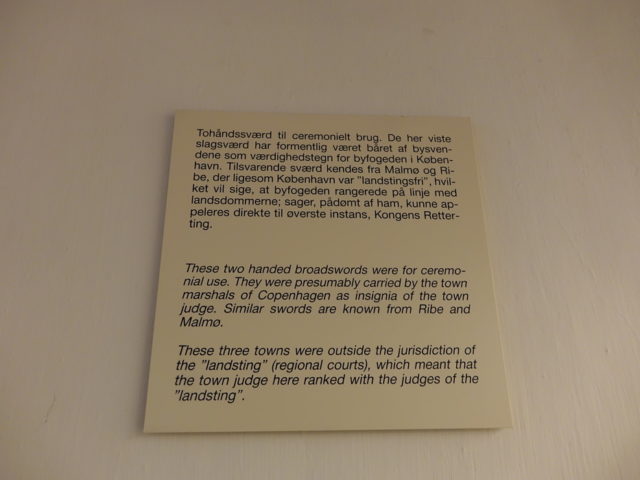 Tohåndssværd til ceremonielt brug. De her viste
slagsværd har formentlig været båret af bysven-
dene som værdighedstegn for byfogeden i Køben-
havn. Tilsvarende sværd kendes fra Malmø og Ri-
be, der ligesom København var "landstingsfri", hvil-
ket vil sige, at byfogeden rangerede på linje med
landsdommerne; sager, pådømt af ham, kunne ap-
peleres direkte til øverste instans, Kongens Retter-
ting.
These two handed broadswords were for ceremo-
nial use. They were presumably carried by the town
marshals of Copenhagen as insignia of the town
judge. Similar swords are known from Ribe and
Malmø.
These three towns were outside the jurisdiction of
the "landsting" (regional courts), which meant that
the town judge here ranked with the judges of the
"landsting".